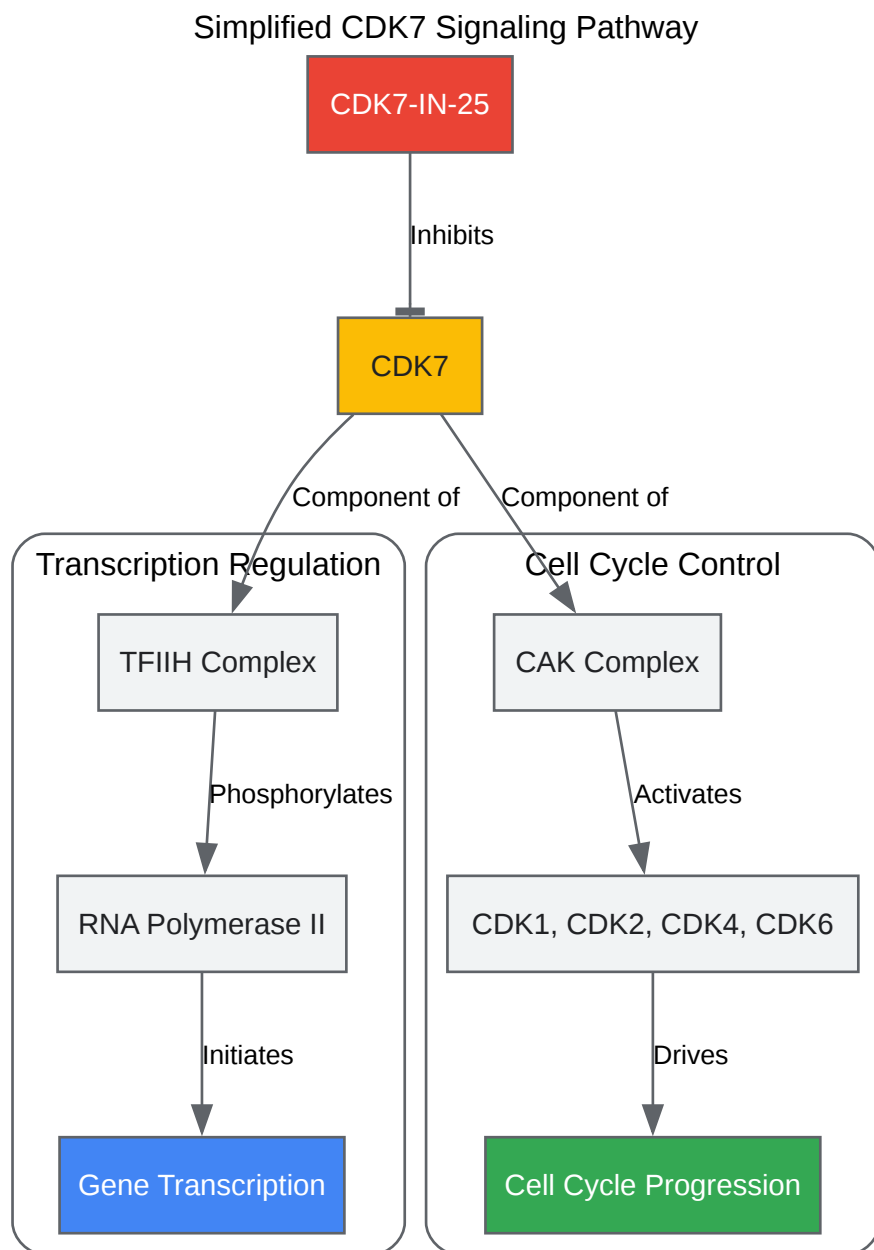 Simplified CDK7 Signaling Pathway
CDK7-IN-25
Inhibits
CDK7
Component of
Component of
Transcription Regulation
Cell Cycle Control
TFIIH Complex
CAK Complex
Phosphorylates
Activates
RNA Polymerase II
CDK1, CDK2, CDK4, CDK6
Initiates
Drives
Gene Transcription
Cell Cycle Progression